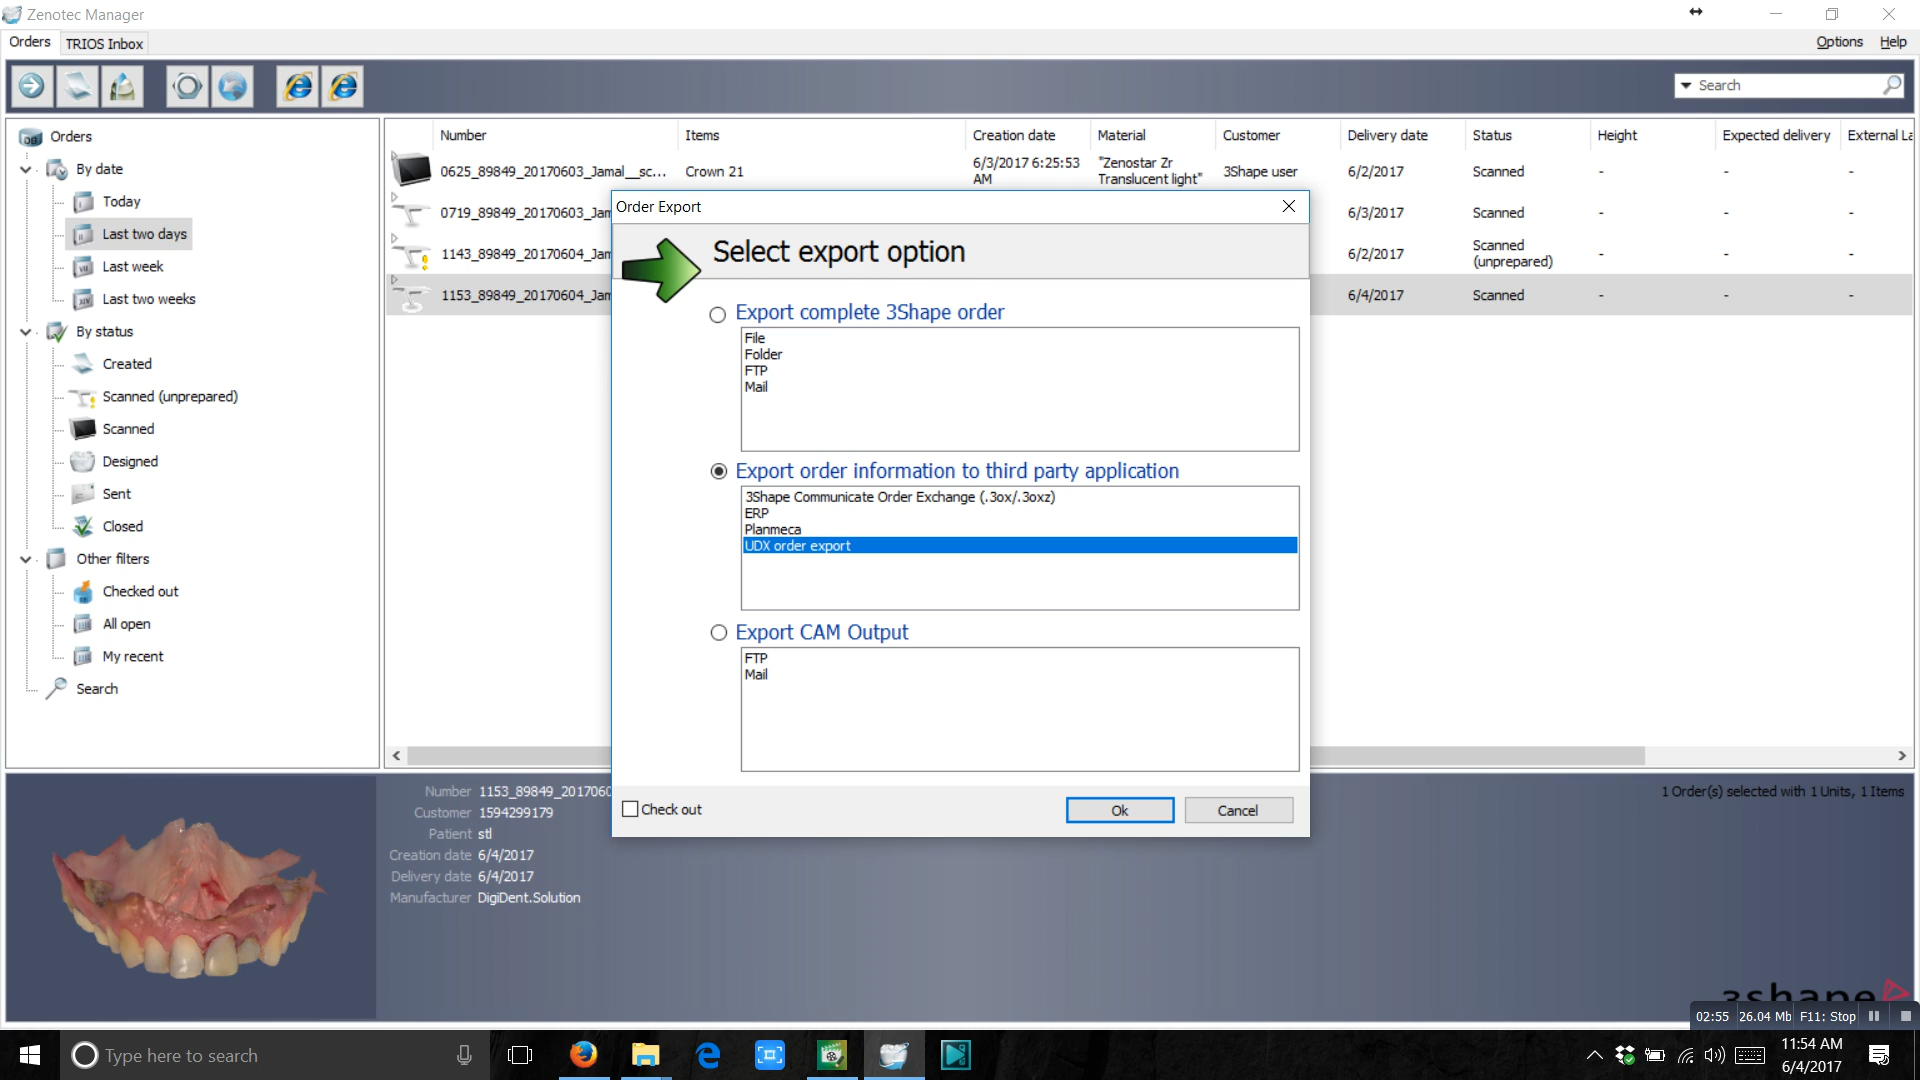 Zenotec Manager
Orders
TRIOS Inbox
Options
Help
Search
Orders
By date
Today
Last two days
Last week
Last two weeks
By status
Created
Scanned (unprepared)
Scanned
Designed
Sent
Closed
Other filters
Checked out
All open
My recent
Search
Number Items Creation date Material Customer Delivery date Status Height Expected delivery External La
0625_89849_20170603_Jamal__sc... Crown 21 6/3/2017 6:25:53 AM "Zenostar Zr Translucent light" 3Shape user 6/2/2017 Scanned - - -
0719_89849_20170603_Jam 6/3/2017 Scanned - - -
1143_89849_20170604_Jam 6/2/2017 Scanned (unprepared) - - -
1153_89849_20170604_Jam 6/4/2017 Scanned - - -
Order Export
Select export option
Export complete 3Shape order
File
Folder
FTP
Mail
Export order information to third party application
3Shape Communicate Order Exchange (.3ox/.3oxz)
ERP
Planmeca
UDX order export
Export CAM Output
FTP
Mail
Check out
Ok
Cancel
Number 1153_89849_2017060
Customer 1594299179
Patient stl
Creation date 6/4/2017
Delivery date 6/4/2017
Manufacturer DigiDent.Solution
1 Order(s) selected with 1 Units, 1 Items
3shape
02:55 26.04 Mb F11: Stop
Type here to search
11:54 AM
6/4/2017